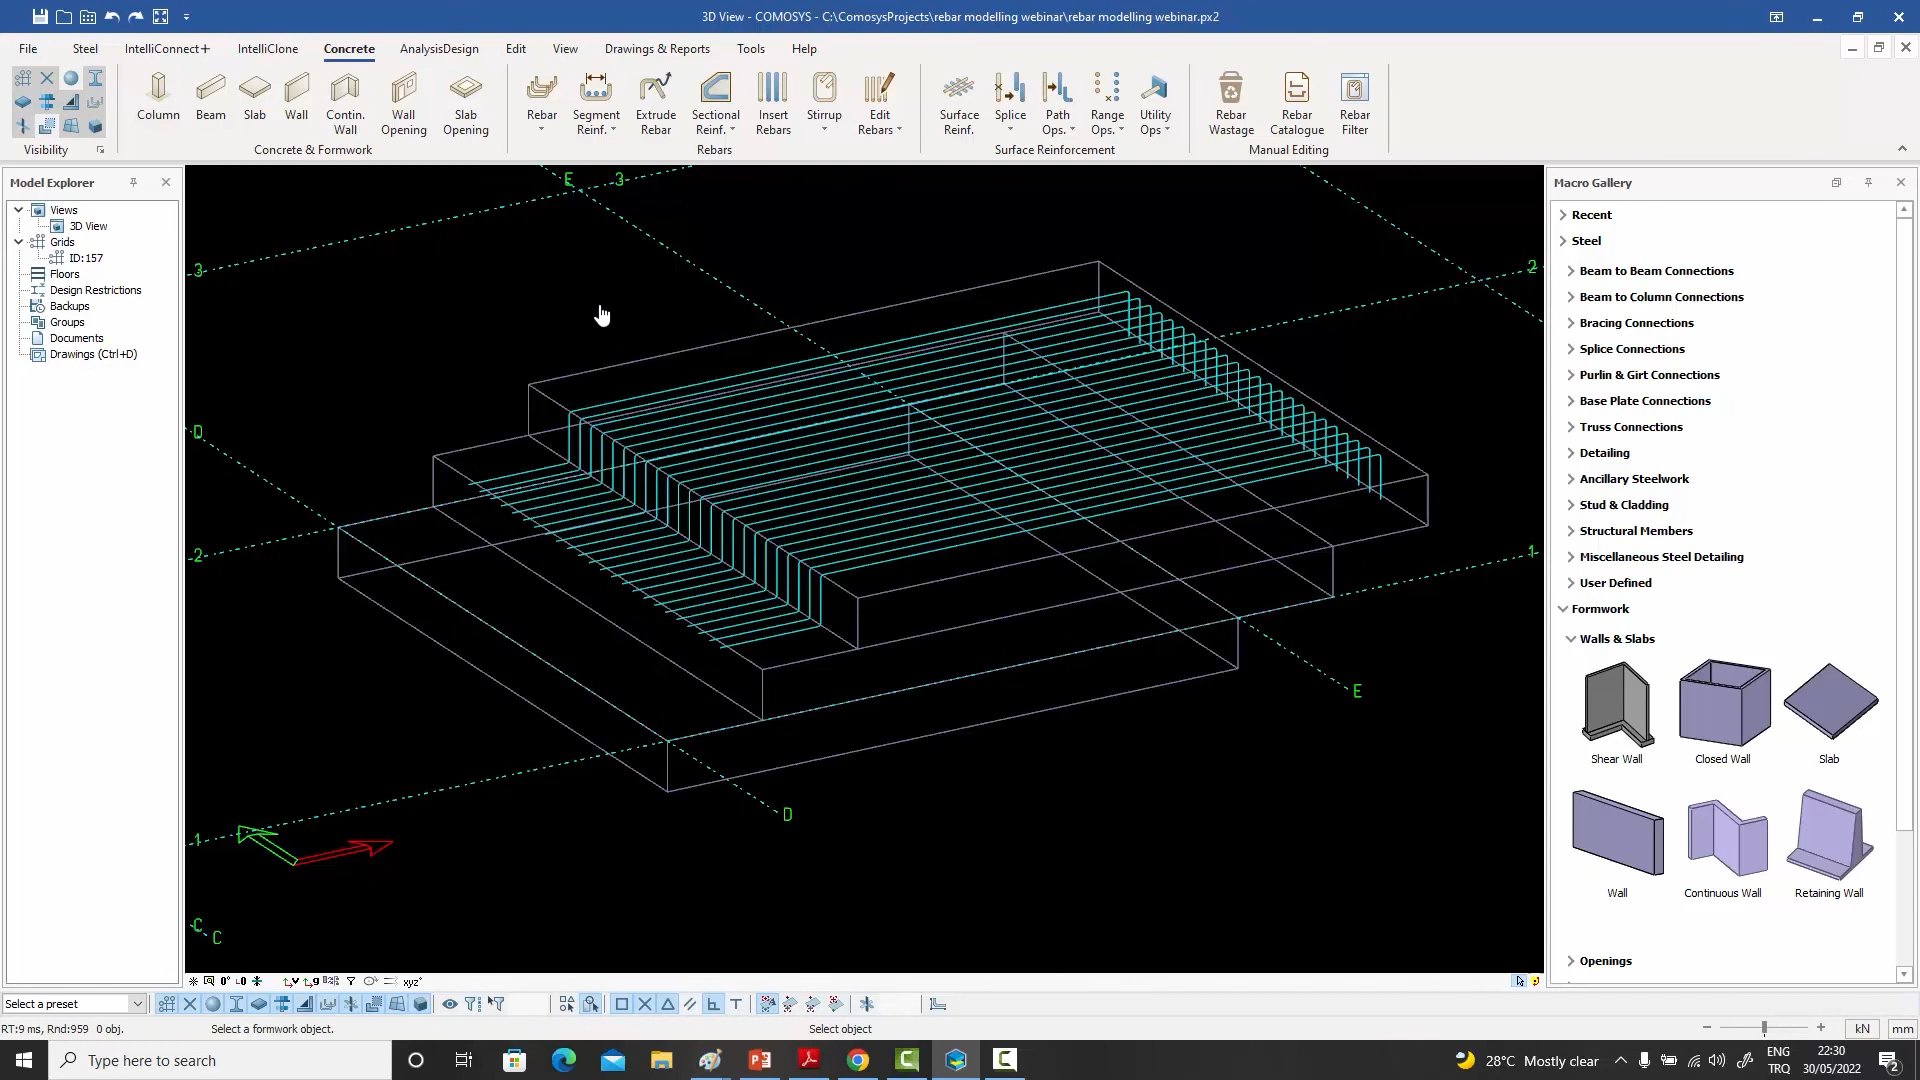 3D View - COMOSYS - C:\ComosysProjects\rebar modelling webinar\rebar modelling webinar.px2
File Steel IntelliConnect+ IntelliClone Concrete AnalysisDesign Edit View Drawings & Reports Tools Help
Column Beam Slab Wall Contin. Wall Wall Opening Slab Opening
Rebar Segment Reinf. Extrude Rebar Sectional Reinf. Insert Rebars Stirrup Edit Rebars
Surface Reinf. Splice Path Ops. Range Ops. Utility Ops
Rebar Wastage Rebar Catalogue Rebar Filter
Visibility Concrete & Formwork Rebars Surface Reinforcement Manual Editing
Model Explorer
Views
3D View
Grids
ID:157
Floors
Design Restrictions
Backups
Groups
Documents
Drawings (Ctrl+D)
E 3
3
2
D
2
1
E
D
1
C
C
Macro Gallery
Recent
Steel
Beam to Beam Connections
Beam to Column Connections
Bracing Connections
Splice Connections
Purlin & Girt Connections
Base Plate Connections
Truss Connections
Detailing
Ancillary Steelwork
Stud & Cladding
Structural Members
Miscellaneous Steel Detailing
User Defined
Formwork
Walls & Slabs
Shear Wall Closed Wall Slab
Wall Continuous Wall Retaining Wall
Openings
Select a preset
RT:9 ms, Rnd:959 0 obj. Select a formwork object. Select object kN mm
Type here to search
28°C Mostly clear
ENG
TRQ
22:30
30/05/2022
2